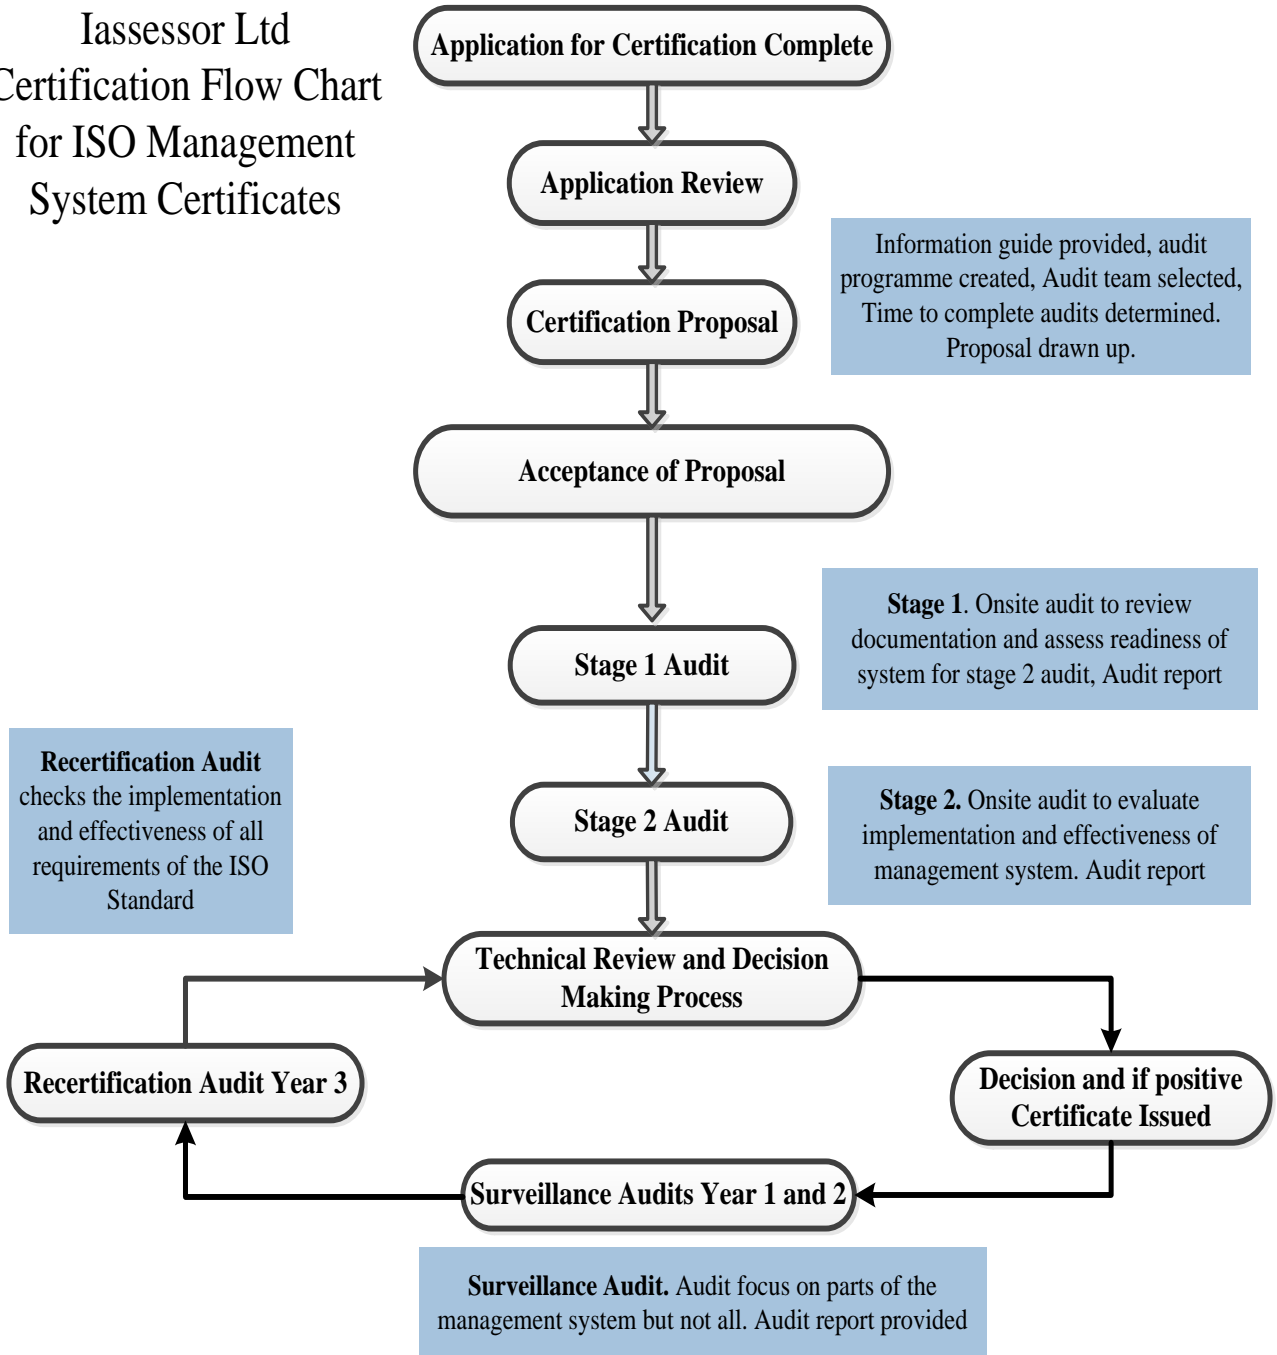 Iassessor Ltd
Certification Flow Chart
for ISO Management
System Certificates
Application for Certification Complete
Application Review
Information guide provided, audit
programme created, Audit team selected,
Time to complete audits determined.
Proposal drawn up.
Certification Proposal
Acceptance of Proposal
Stage 1. Onsite audit to review
documentation and assess readiness of
system for stage 2 audit, Audit report
Stage 1 Audit
Recertification Audit
checks the implementation
and effectiveness of all
requirements of the ISO
Standard
Stage 2. Onsite audit to evaluate
implementation and effectiveness of
management system. Audit report
Stage 2 Audit
Technical Review and Decision
Making Process
Recertification Audit Year 3
Decision and if positive
Certificate Issued
Surveillance Audits Year 1 and 2
Surveillance Audit. Audit focus on parts of the
management system but not all. Audit report provided